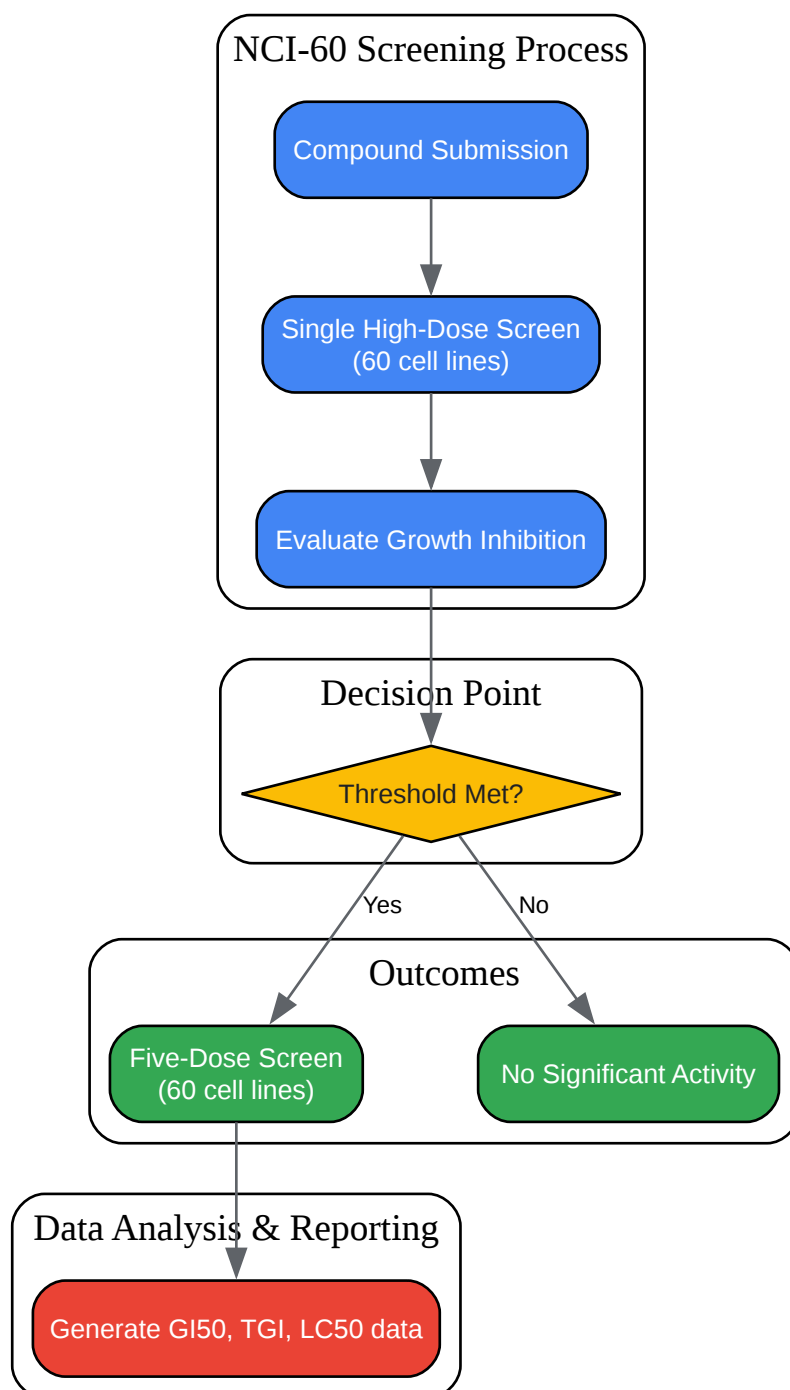 NCI-60 Screening Process
Compound Submission
Single High-Dose Screen
(60 cell lines)
Evaluate Growth Inhibition
Decision Point
Threshold Met?
Yes
No
Outcomes
Five-Dose Screen
(60 cell lines)
No Significant Activity
Data Analysis & Reporting
Generate GI50, TGI, LC50 data